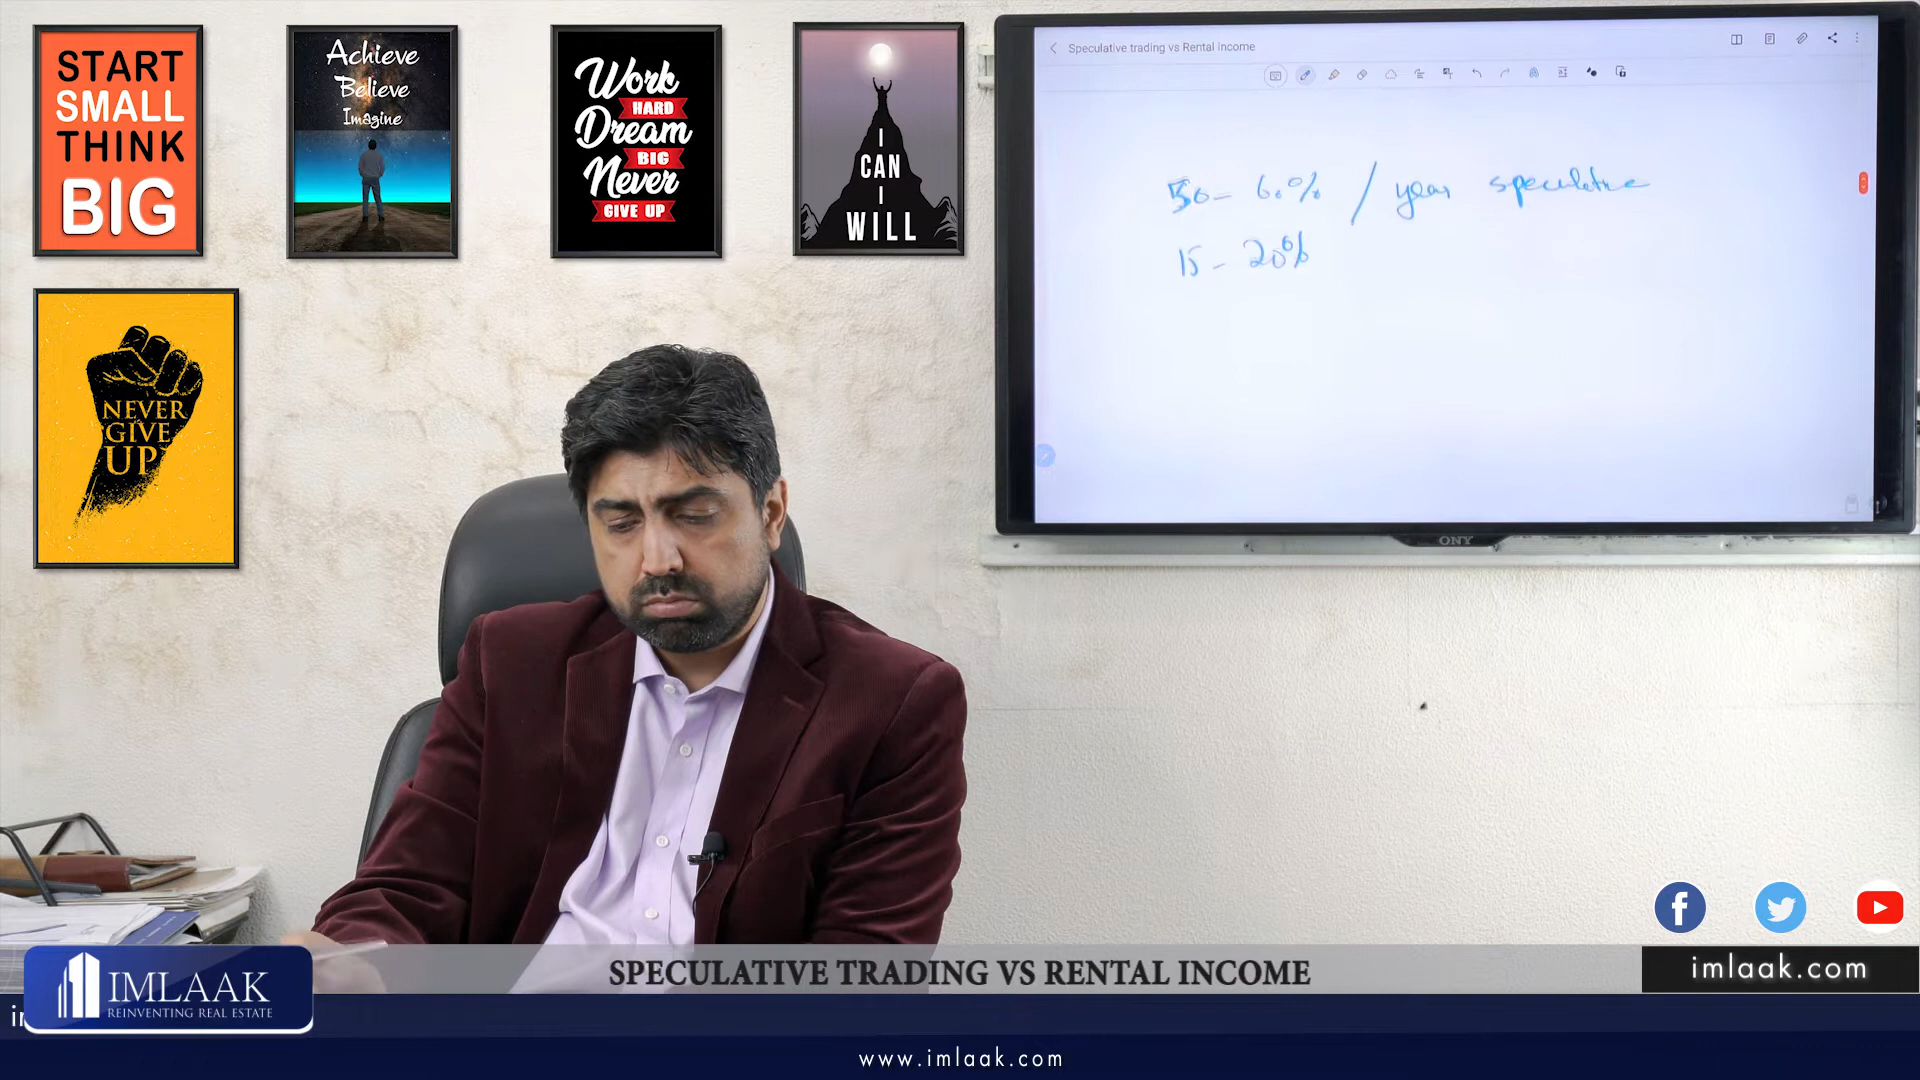 START
SMALL
THINK
BIG
Achieve
Believe
Imagine
Work
HARD
Dream
BIG
Never
GIVE UP
I
CAN
I
WILL
NEVER
GIVE
UP
Speculative trading vs Rental income
50 - 60% / year speculative
15 - 20%
ONY
SPECULATIVE TRADING VS RENTAL INCOME
imlaak.com
IMLAAK
REINVENTING REAL ESTATE
www.imlaak.com